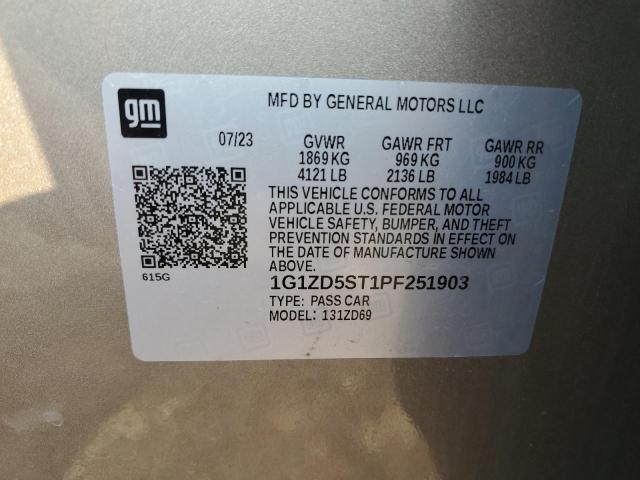 gm
MFD BY GENERAL MOTORS LLC
07/23 GVWR GAWR FRT GAWR RR
1869 KG 969 KG 900 KG
4121 LB 2136 LB 1984 LB
THIS VEHICLE CONFORMS TO ALL
APPLICABLE U.S. FEDERAL MOTOR
VEHICLE SAFETY, BUMPER, AND THEFT
PREVENTION STANDARDS IN EFFECT ON
THE DATE OF MANUFACTURE SHOWN
ABOVE.
615G
1G1ZD5ST1PF251903
TYPE: PASS CAR
MODEL: 131ZD69